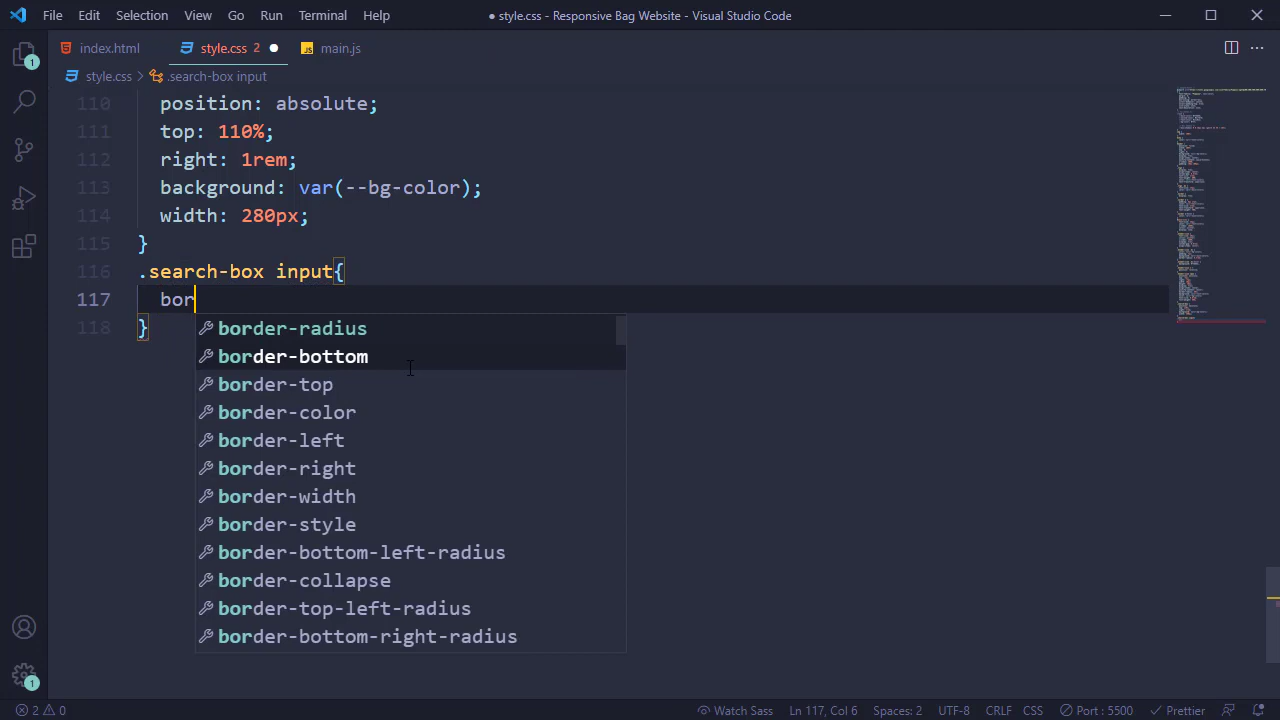 File Edit Selection View Go Run Terminal Help
● style.css - Responsive Bag Website - Visual Studio Code
index.html style.css 2 ● JS main.js
style.css > .search-box input
110 position: absolute;
111 top: 110%;
112 right: 1rem;
113 background: var(--bg-color);
114 width: 280px;
115 }
116 .search-box input{
117 bor
118 }
border-radius
border-bottom
border-top
border-color
border-left
border-right
border-width
border-style
border-bottom-left-radius
border-collapse
border-top-left-radius
border-bottom-right-radius
1
1
2 0 Watch Sass Ln 117, Col 6 Spaces: 2 UTF-8 CRLF CSS Port : 5500 Prettier